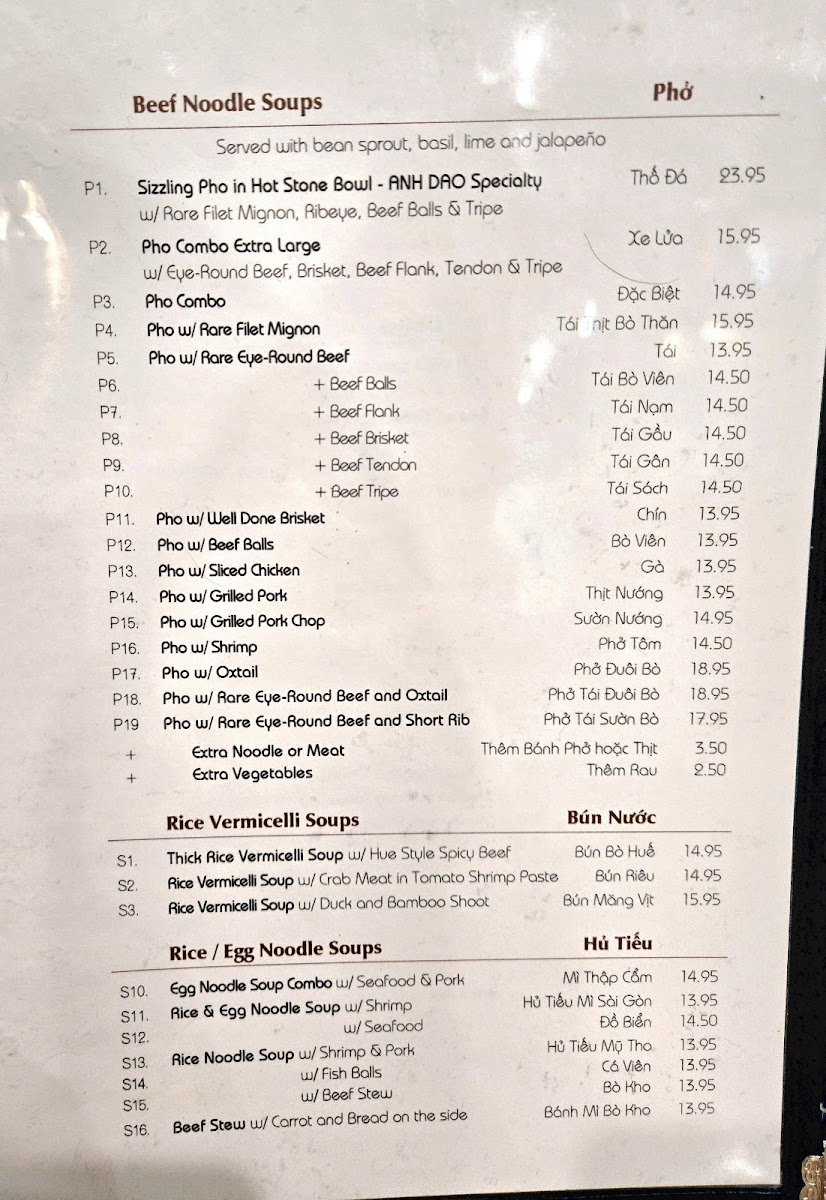 Beef Noodle Soups Phở
Served with bean sprout, basil, lime and jalapeño
P1. Sizzling Pho in Hot Stone Bowl - ANH DAO Specialty Thố Đá 23.95
w/ Rare Filet Mignon, Ribeye, Beef Balls & Tripe
P2. Pho Combo Extra Large Xe Lửa 15.95
w/ Eye-Round Beef, Brisket, Beef Flank, Tendon & Tripe
P3. Pho Combo Đặc Biệt 14.95
P4. Pho w/ Rare Filet Mignon Tái Bò Thăn 15.95
P5. Pho w/ Rare Eye-Round Beef Tái 13.95
P6. + Beef Balls Tái Bò Viên 14.50
P7. + Beef Flank Tái Nạm 14.50
P8. + Beef Brisket Tái Gầu 14.50
P9. + Beef Tendon Tái Gân 14.50
P10. + Beef Tripe Tái Sách 14.50
P11. Pho w/ Well Done Brisket Chín 13.95
P12. Pho w/ Beef Balls Bò Viên 13.95
P13. Pho w/ Sliced Chicken Gà 13.95
P14. Pho w/ Grilled Pork Thịt Nướng 13.95
P15. Pho w/ Grilled Pork Chop Sườn Nướng 14.95
P16. Pho w/ Shrimp Phở Tôm 14.50
P17. Pho w/ Oxtail Phở Đuôi Bò 18.95
P18. Pho w/ Rare Eye-Round Beef and Oxtail Phở Tái Đuôi Bò 18.95
P19 Pho w/ Rare Eye-Round Beef and Short Rib Phở Tái Sườn Bò 17.95
+ Extra Noodle or Meat Thêm Bánh Phở hoặc Thịt 3.50
+ Extra Vegetables Thêm Rau 2.50
Rice Vermicelli Soups Bún Nước
S1. Thick Rice Vermicelli Soup w/ Hue Style Spicy Beef Bún Bò Huế 14.95
S2. Rice Vermicelli Soup w/ Crab Meat in Tomato Shrimp Paste Bún Riêu 14.95
S3. Rice Vermicelli Soup w/ Duck and Bamboo Shoot Bún Măng Vịt 15.95
Rice / Egg Noodle Soups Hủ Tiếu
S10. Egg Noodle Soup Combo w/ Seafood & Pork Mì Thập Cẩm 14.95
S11. Rice & Egg Noodle Soup w/ Shrimp Hủ Tiếu Mì Sài Gòn 13.95
S12. w/ Seafood Đồ Biển 14.50
S13. Rice Noodle Soup w/ Shrimp & Pork Hủ Tiếu Mỹ Tho 13.95
S14. w/ Fish Balls Cá Viên 13.95
S15. w/ Beef Stew Bò Kho 13.95
S16. Beef Stew w/ Carrot and Bread on the side Bánh Mì Bò Kho 13.95